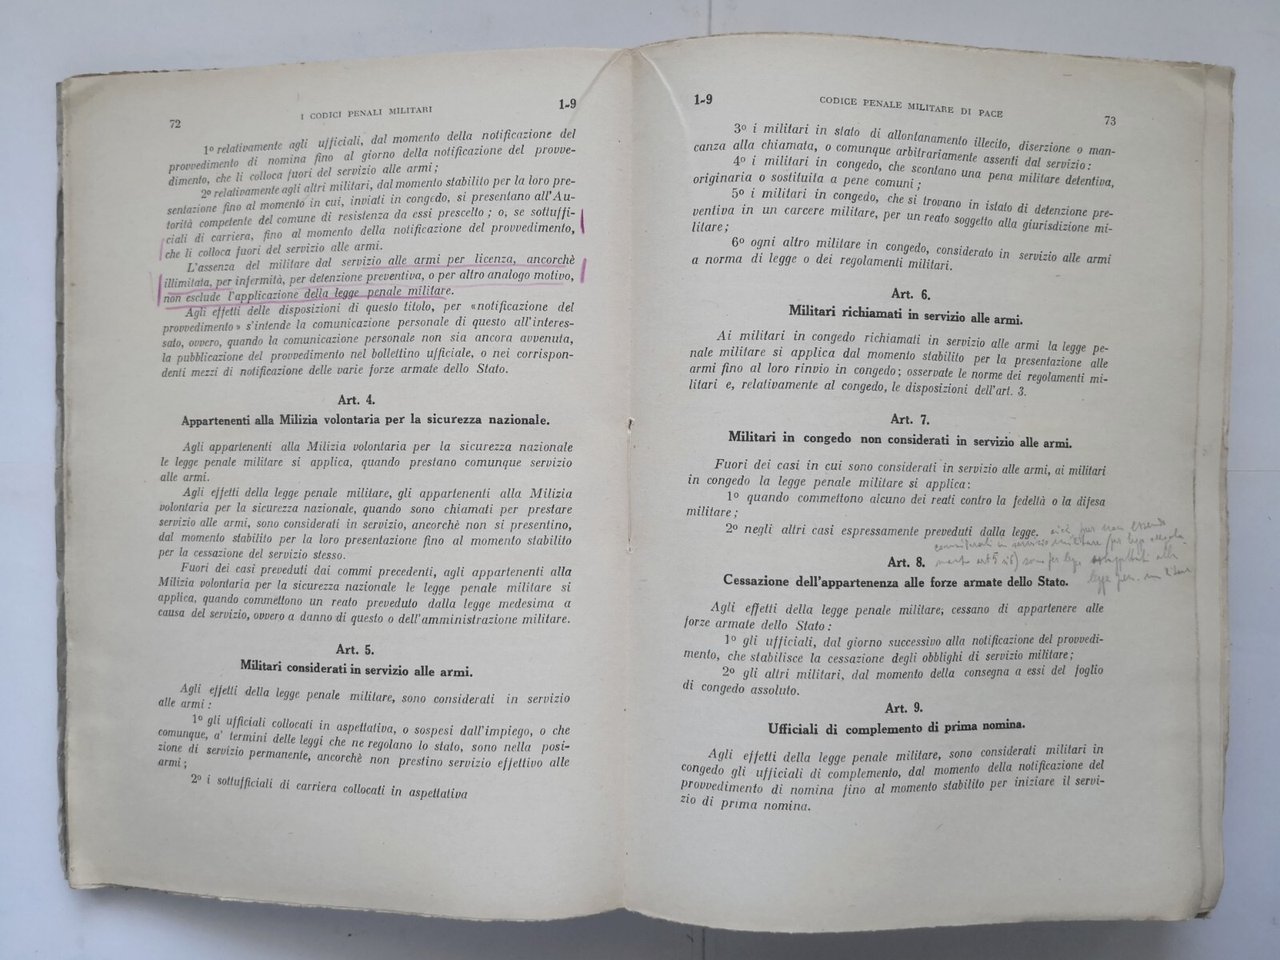 72
I CODICI PENALI MILITARI
1-9
1º relativamente agli ufficiali, dal momento della notificazione del
provvedimento di nomina fino al giorno della notificazione del provve-
dimento, che li colloca fuori del servizio alle armi;
2º relativamente agli altri militari, dal momento stabilito per la loro pre-
sentazione fino al momento in cui, inviati in congedo, si presentano all'Au-
torità competente del comune di resistenza da essi prescello; o, se sottuffi-
ciali di carriera, fino al momento della notificazione del provvedimento,
che li colloca fuori del servizio alle armi.
L'assenza del militare dal servizio alle armi per licenza, ancorchè
illimitata, per infermità, per detenzione preventiva, o per altro analogo motivo,
non esclude l'applicazione della legge penale militare.
Agli effetti delle disposizioni di questo titolo, per «notificazione del
provvedimento» s'intende la comunicazione personale di questo all'interes-
sato, ovvero, quando la comunicazione personale non sia ancora avvenuta,
la pubblicazione del provvedimento nel bollettino ufficiale, o nei corrispon-
denti mezzi di notificazione delle varie forze armate dello Stato.
Art. 4.
Appartenenti alla Milizia volontaria per la sicurezza nazionale.
Agli appartenenti alla Milizia volontaria per la sicurezza nazionale
le legge penale militare si applica, quando prestano comunque servizio
alle armi.
Agli effetti della legge penale militare, gli appartenenti alla Milizia
volontaria per la sicurezza nazionale, quando sono chiamati per prestare
servizio alle armi, sono considerati in servizio, ancorchè non si presentino,
dal momento stabilito per la loro presentazione fino al momento stabilito
per la cessazione del servizio stesso.
Fuori dei casi preveduti dai commi precedenti, agli appartenenti alla
Milizia volontaria per la sicurezza nazionale le legge penale militare si
applica, quando commettono un reato preveduto dalla legge medesima a
causa del servizio, ovvero a danno di questo o dell'amministrazione militare.
Art. 5.
Militari considerati in servizio alle armi.
Agli effetti della legge penale militare, sono considerati in servizio
alle armi:
1º gli ufficiali collocati in aspettativa, o sospesi dall'impiego, o che
comunque, a' termini delle leggi che ne regolano lo stato, sono nella posi-
zione di servizio permanente, ancorchè non prestino servizio effettivo alle
armi;
2º i sottufficiali di carriera collocati in aspettativa
1-9
CODICE PENALE MILITARE DI PACE
73
3º i militari in stato di allontanamento illecito, diserzione o man-
canza alla chiamata, o comunque arbitrariamente assenti dal servizio:
4º i militari in congedo, che scontano una pena militare detentiva,
originaria o sostituita a pene comuni;
5º i militari in congedo, che si trovano in istato di detenzione pre-
ventiva in un carcere militare, per un reato soggetto alla giurisdizione mi-
litare;
6º ogni altro militare in congedo, considerato in servizio alle armi
a norma di legge o dei regolamenti militari.
Art. 6.
Militari richiamati in servizio alle armi.
Ai militari in congedo richiamati in servizio alle armi la legge pe-
nale militare si applica dal momento stabilito per la presentazione alle
armi fino al loro rinvio in congedo; osservate le norme dei regolamenti mi-
litari e, relativamente al congedo, le disposizioni dell'art. 3.
Art. 7.
Militari in congedo non considerati in servizio alle armi.
Fuori dei casi in cui sono considerati in servizio alle armi, ai militari
in congedo la legge penale militare si applica:
1º quando commettono alcuno dei reati contro la fedeltà o la difesa
militare;
2º negli altri casi espressamente preveduti dalla legge.
Art. 8.
Cessazione dell'appartenenza alle forze armate dello Stato.
Agli effetti della legge penale militare, cessano di appartenere alle
forze armate dello Stato:
1º gli ufficiali, dal giorno successivo alla notificazione del provvedi-
mento, che stabilisce la cessazione degli obblighi di servizio militare;
2º gli altri militari, dal momento della consegna a essi del foglio
di congedo assoluto.
Art. 9.
Ufficiali di complemento di prima nomina.
Agli effetti della legge penale militare, sono considerati militari in
congedo gli ufficiali di complemento, dal momento della notificazione del
provvedimento di nomina fino al momento stabilito per iniziare il servi-
zio di prima nomina.